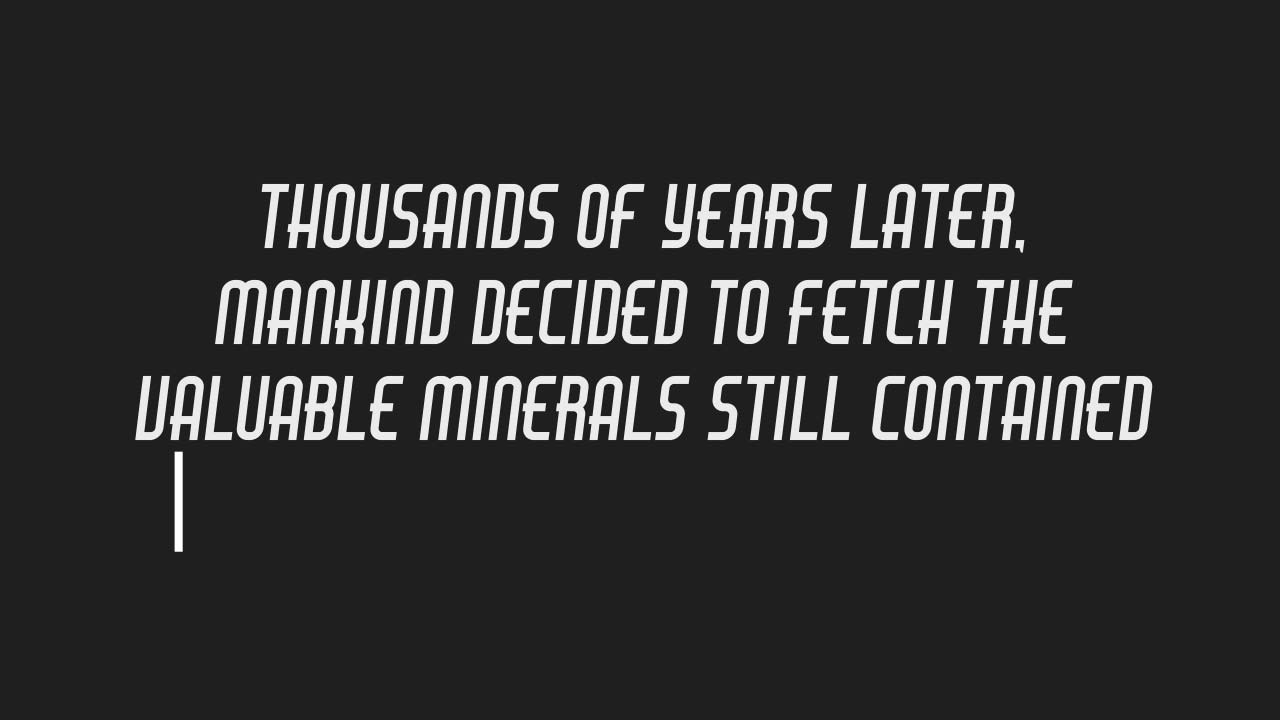 THOUSANDS OF YEARS LATER,
MANKIND DECIDED TO FETCH THE
VALUABLE MINERALS STILL CONTAINED